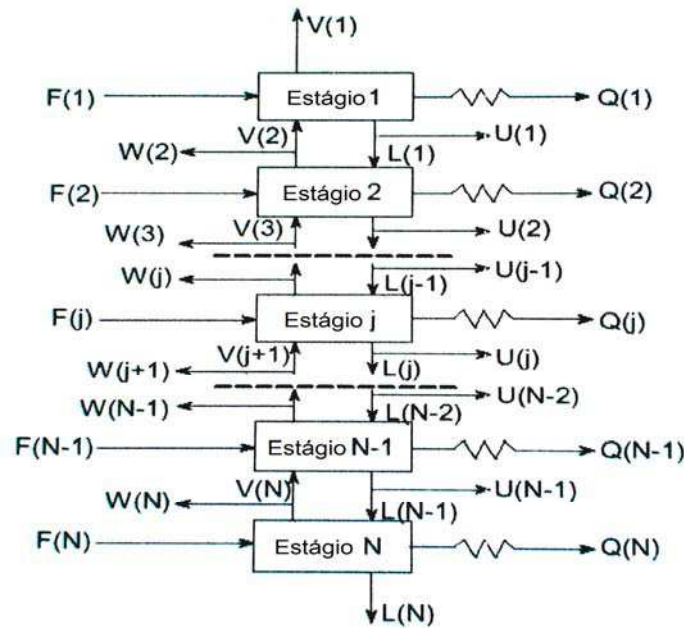 V(1)
F(1) Estágio 1 Q(1)
V(2) U(1)
W(2) L(1)
F(2) Estágio 2 Q(2)
W(3) V(3) U(2)
W(j) U(j-1)
L(j-1)
F(j) Estágio j Q(j)
W(j+1) V(j+1) L(j) U(j)
W(N-1) L(N-2) U(N-2)
F(N-1) Estágio N-1 Q(N-1)
W(N) V(N) L(N-1) U(N-1)
F(N) Estágio N Q(N)
L(N)